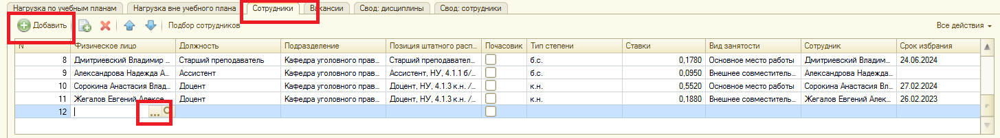 Нагрузка по учебным планам Нагрузка вне учебного плана Сотрудники Вакансии Свод: дисциплины Свод: сотрудники
Добавить Подбор сотрудников Все действия
N Физическое лицо Должность Подразделение Позиция штатного расп... Почасовик Тип степени Ставки Вид занятости Сотрудник Срок избрания
8 Дмитриевский Владимир ... Старший преподаватель Кафедра уголовного прав... Старший преподавател... б.с. 0,1780 Основное место работы Дмитриевский Владим... 24.06.2024
9 Александрова Надежда А... Ассистент Кафедра уголовного прав... Ассистент, НУ, 4.1.1 б/... б.с. 0,0950 Внешнее совместитель... Александрова Надежда...
10 Сорокина Анастасия Влад... Доцент Кафедра уголовного прав... Доцент, НУ, 4.1.3 к.н. /... к.н. 0,5520 Основное место работы Сорокина Анастасия Вл... 27.02.2024
11 Жегалов Евгений Алексе... Доцент Кафедра уголовного прав... Доцент, НУ, 4.1.3 к.н. /... к.н. 0,1880 Внешнее совместитель... Жегалов Евгений Алек... 26.02.2023
12 ...